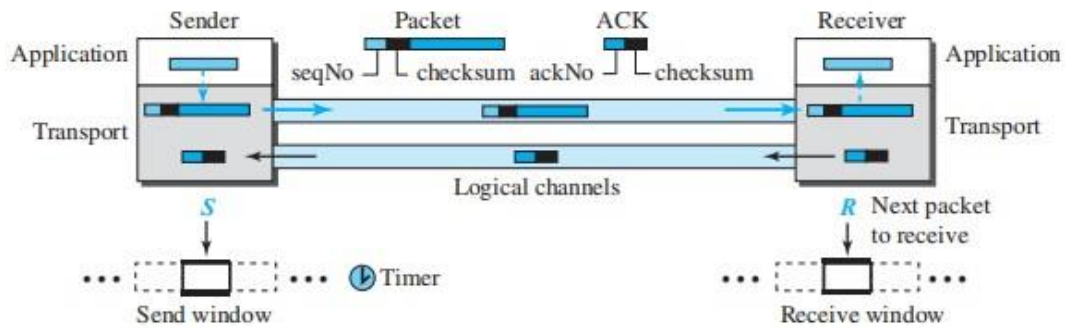 Sender
Packet
ACK
Receiver
Application
Application
seqNo
checksum
ackNo
checksum
Transport
Transport
Logical channels
S
R Next packet
to receive
Timer
Send window
Receive window